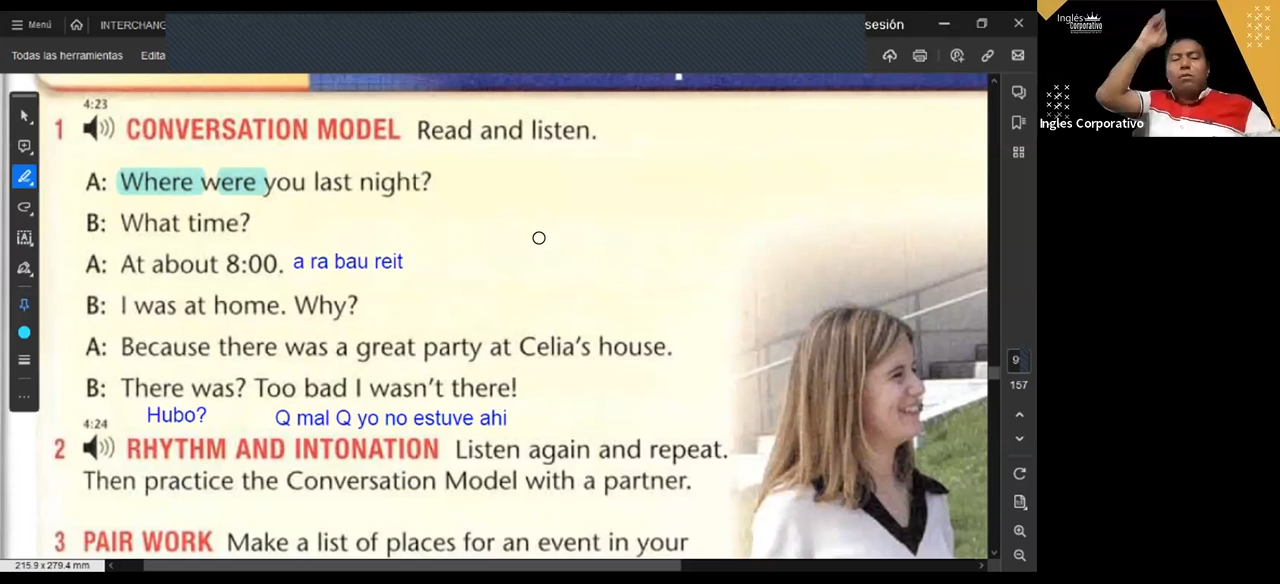 Menú
INTERCHANG
sesión
Todas las herramientas
Edita
4:23
1 CONVERSATION MODEL Read and listen.
A: Where were you last night?
B: What time?
A: At about 8:00. a ra bau reit
B: I was at home. Why?
A: Because there was a great party at Celia's house.
B: There was? Too bad I wasn't there!
Hubo? Q mal Q yo no estuve ahi
4:24
2 RHYTHM AND INTONATION Listen again and repeat.
Then practice the Conversation Model with a partner.
3 PAIR WORK Make a list of places for an event in your
215.9 x 279.4 mm
9
157
Inglés
Corporativo
Ingles Corporativo